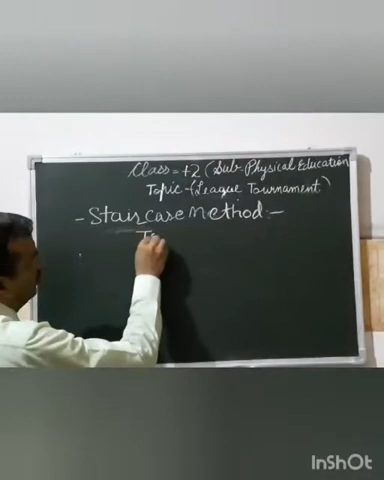 Class = +2 (Sub-Physical Education
Topic-(League Tournament)
- Staircase Method:-
InShOt